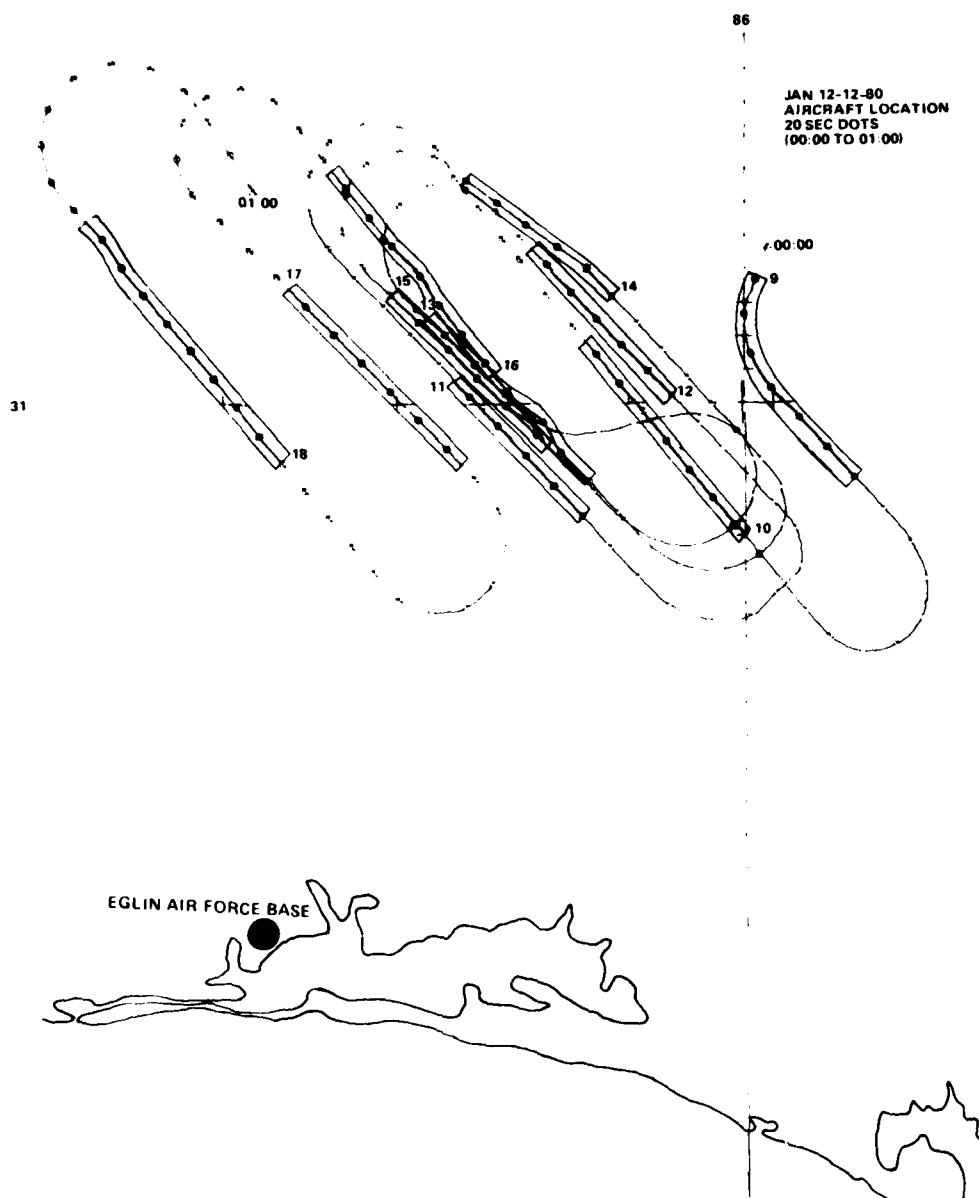 86
JAN 12-12-80
AIRCRAFT LOCATION
20 SEC DOTS
(00:00 TO 01:00)
01 00
00:00
9
17
15
13
14
16
11
12
31
18
10
EGLIN AIR FORCE BASE